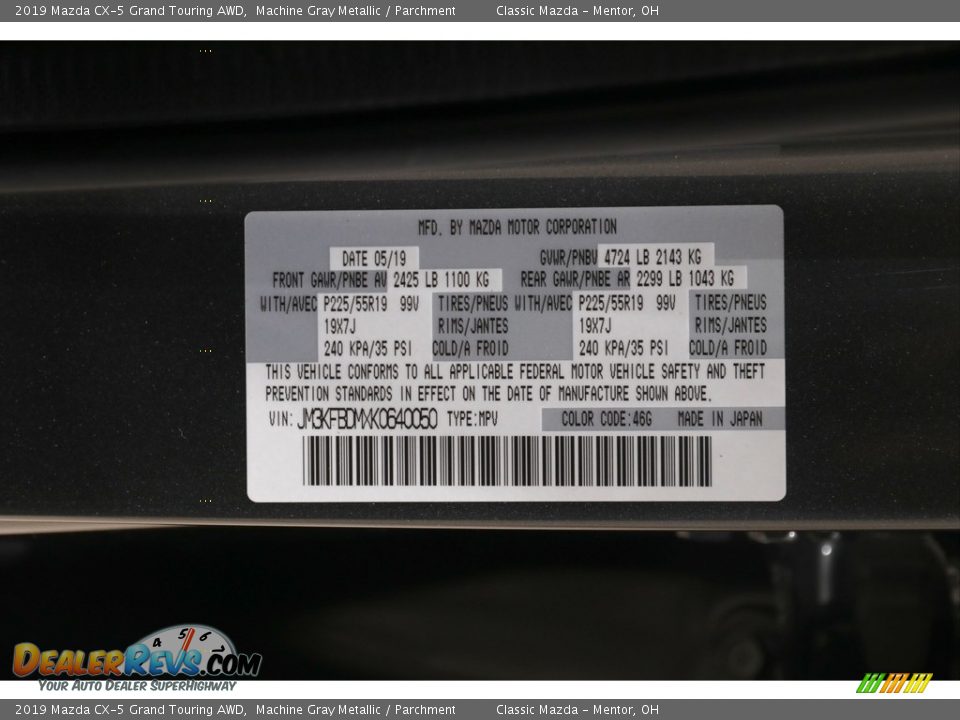 2019 Mazda CX-5 Grand Touring AWD, Machine Gray Metallic / Parchment Classic Mazda - Mentor, OH
MFD. BY MAZDA MOTOR CORPORATION
DATE 05/19 GVWR/PNBV 4724 LB 2143 KG
FRONT GAWR/PNBE AV 2425 LB 1100 KG REAR GAWR/PNBE AR 2299 LB 1043 KG
WITH/AVEC P225/55R19 99V TIRES/PNEUS WITH/AVEC P225/55R19 99V TIRES/PNEUS
19X7J RIMS/JANTES 19X7J RIMS/JANTES
240 KPA/35 PSI COLD/A FROID 240 KPA/35 PSI COLD/A FROID
THIS VEHICLE CONFORMS TO ALL APPLICABLE FEDERAL MOTOR VEHICLE SAFETY AND THEFT
PREVENTION STANDARDS IN EFFECT ON THE DATE OF MANUFACTURE SHOWN ABOVE.
VIN: JM3KFBDMXK0640050 TYPE:MPV COLOR CODE:46G MADE IN JAPAN
4 5 6 7
DEALERREVS.COM
YOUR AUTO DEALER SUPERHIGHWAY
2019 Mazda CX-5 Grand Touring AWD, Machine Gray Metallic / Parchment Classic Mazda - Mentor, OH